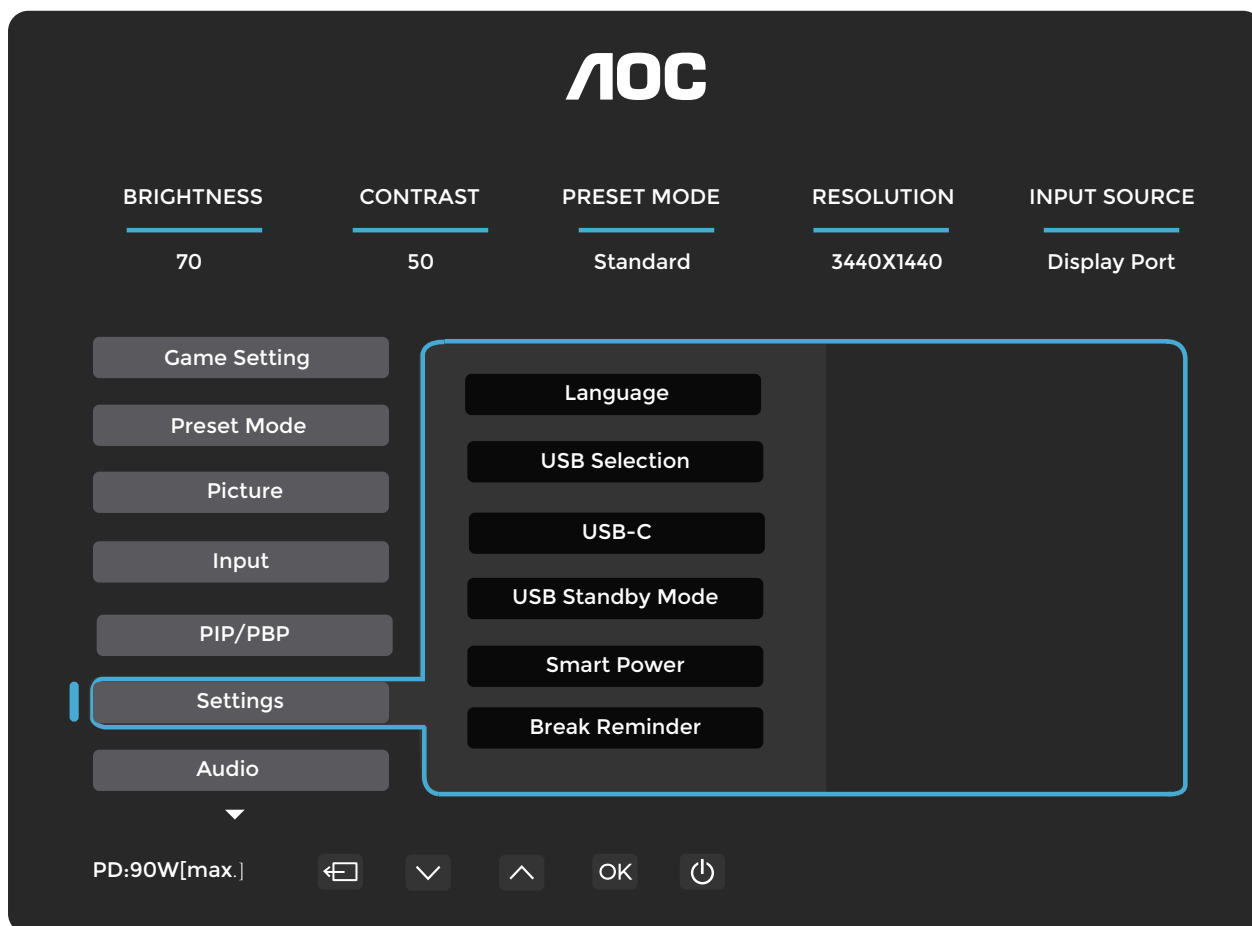 AOC
BRIGHTNESS CONTRAST PRESET MODE RESOLUTION INPUT SOURCE
70 50 Standard 3440X1440 Display Port
Game Setting
Preset Mode
Picture
Input
PIP/PBP
Settings
Audio
Language
USB Selection
USB-C
USB Standby Mode
Smart Power
Break Reminder
PD:90W[max.] OK